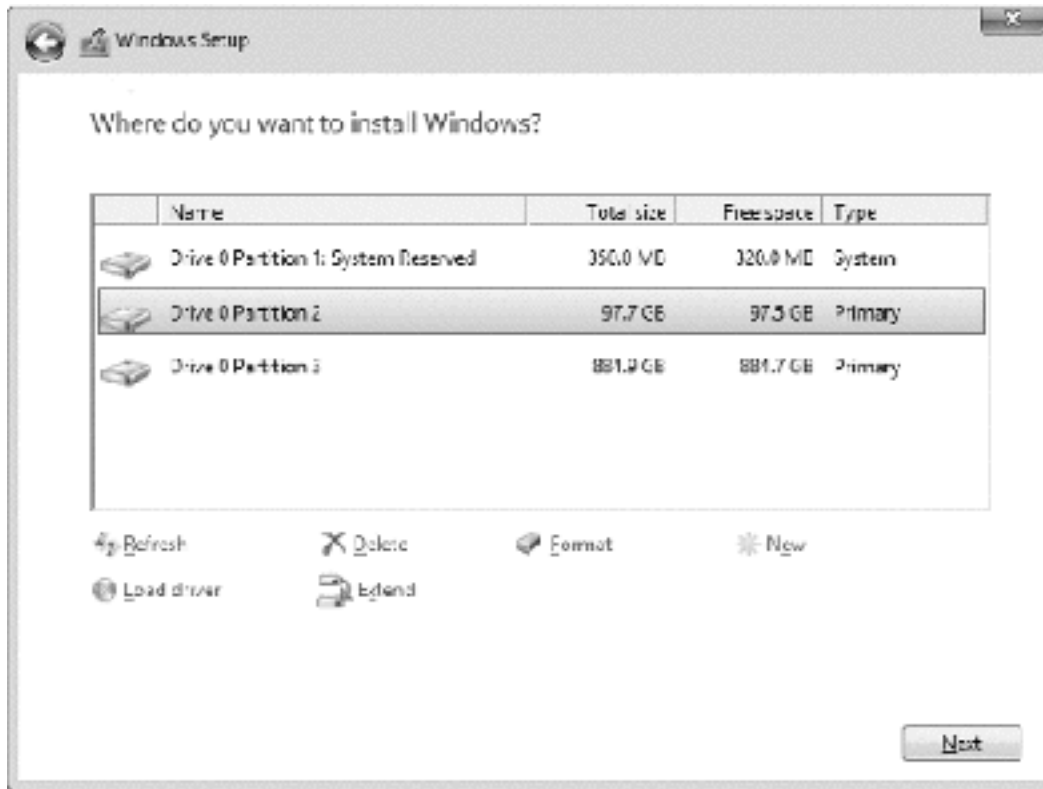 Windows Setup
Where do you want to install Windows?
Name Total size Free space Type
Drive 0 Partition 1: System Reserved 350.0 MB 320.0 MB System
Drive 0 Partition 2 97.7 GB 97.5 GB Primary
Drive 0 Partition 3 GB GB Primary
Refresh Delete Format New
Load driver Extend
Next